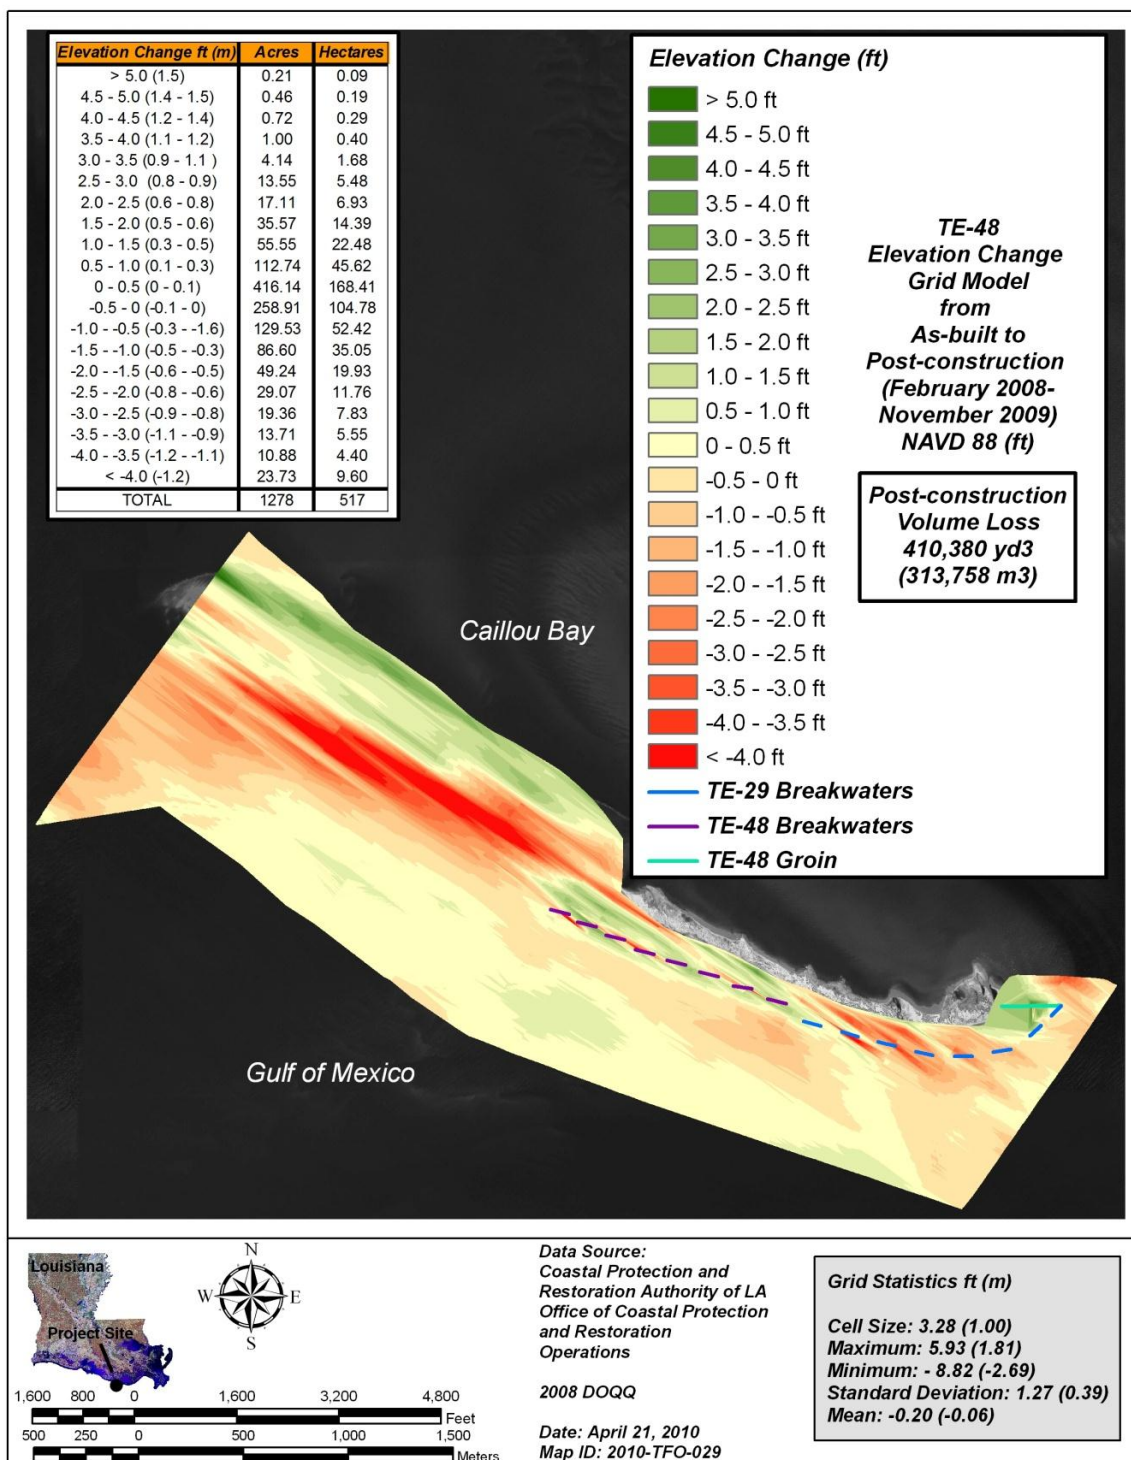 Elevation Change ft (m) Acres Hectares
> 5.0 (1.5) 0.21 0.09
4.5 - 5.0 (1.4 - 1.5) 0.46 0.19
4.0 - 4.5 (1.2 - 1.4) 0.72 0.29
3.5 - 4.0 (1.1 - 1.2) 1.00 0.40
3.0 - 3.5 (0.9 - 1.1 ) 4.14 1.68
2.5 - 3.0 (0.8 - 0.9) 13.55 5.48
2.0 - 2.5 (0.6 - 0.8) 17.11 6.93
1.5 - 2.0 (0.5 - 0.6) 35.57 14.39
1.0 - 1.5 (0.3 - 0.5) 55.55 22.48
0.5 - 1.0 (0.1 - 0.3) 112.74 45.62
0 - 0.5 (0 - 0.1) 416.14 168.41
-0.5 - 0 (-0.1 - 0) 258.91 104.78
-1.0 - -0.5 (-0.3 - -1.6) 129.53 52.42
-1.5 - -1.0 (-0.5 - -0.3) 86.60 35.05
-2.0 - -1.5 (-0.6 - -0.5) 49.24 19.93
-2.5 - -2.0 (-0.8 - -0.6) 29.07 11.76
-3.0 - -2.5 (-0.9 - -0.8) 19.36 7.83
-3.5 - -3.0 (-1.1 - -0.9) 13.71 5.55
-4.0 - -3.5 (-1.2 - -1.1) 10.88 4.40
< -4.0 (-1.2) 23.73 9.60
TOTAL 1278 517
Elevation Change (ft)
> 5.0 ft
4.5 - 5.0 ft
4.0 - 4.5 ft
3.5 - 4.0 ft
3.0 - 3.5 ft
2.5 - 3.0 ft
2.0 - 2.5 ft
1.5 - 2.0 ft
1.0 - 1.5 ft
0.5 - 1.0 ft
0 - 0.5 ft
-0.5 - 0 ft
-1.0 - -0.5 ft
-1.5 - -1.0 ft
-2.0 - -1.5 ft
-2.5 - -2.0 ft
-3.0 - -2.5 ft
-3.5 - -3.0 ft
-4.0 - -3.5 ft
< -4.0 ft
TE-29 Breakwaters
TE-48 Breakwaters
TE-48 Groin
TE-48
Elevation Change
Grid Model
from
As-built to
Post-construction
(February 2008-
November 2009)
NAVD 88 (ft)
Post-construction
Volume Loss
410,380 yd3
(313,758 m3)
Caillou Bay
Gulf of Mexico
Louisiana
Project Site
N
W E
S
1,600 800 0 1,600 3,200 4,800
Feet
500 250 0 500 1,000 1,500
Meters
Data Source:
Coastal Protection and
Restoration Authority of LA
Office of Coastal Protection
and Restoration
Operations
2008 DOQQ
Date: April 21, 2010
Map ID: 2010-TFO-029
Grid Statistics ft (m)
Cell Size: 3.28 (1.00)
Maximum: 5.93 (1.81)
Minimum: - 8.82 (-2.69)
Standard Deviation: 1.27 (0.39)
Mean: -0.20 (-0.06)